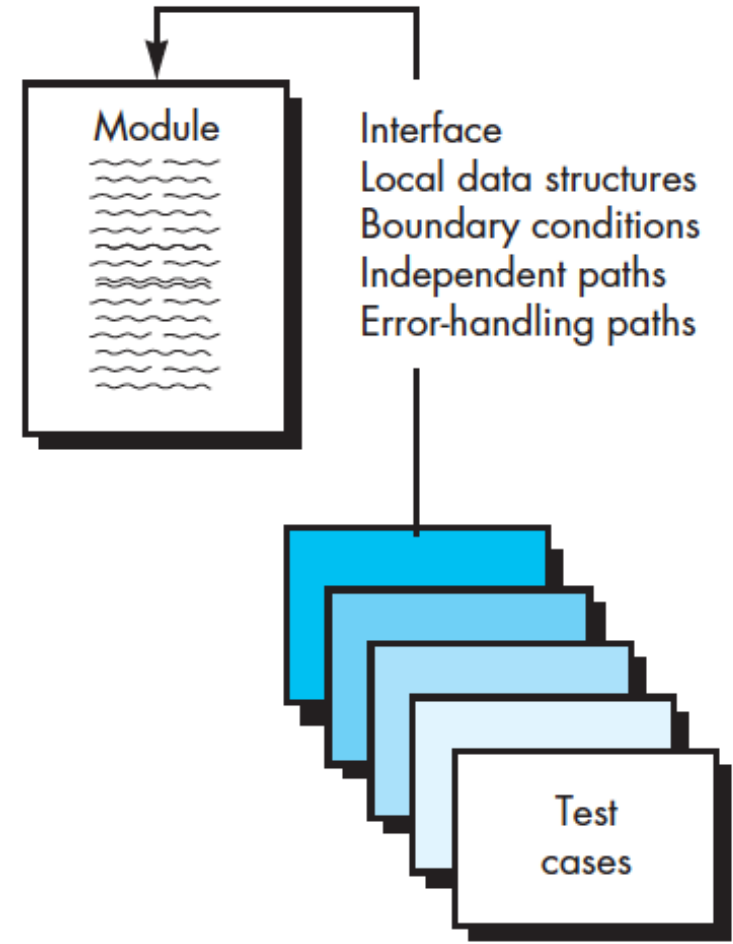 Module
Interface
Local data structures
Boundary conditions
Independent paths
Error-handling paths
Test
cases